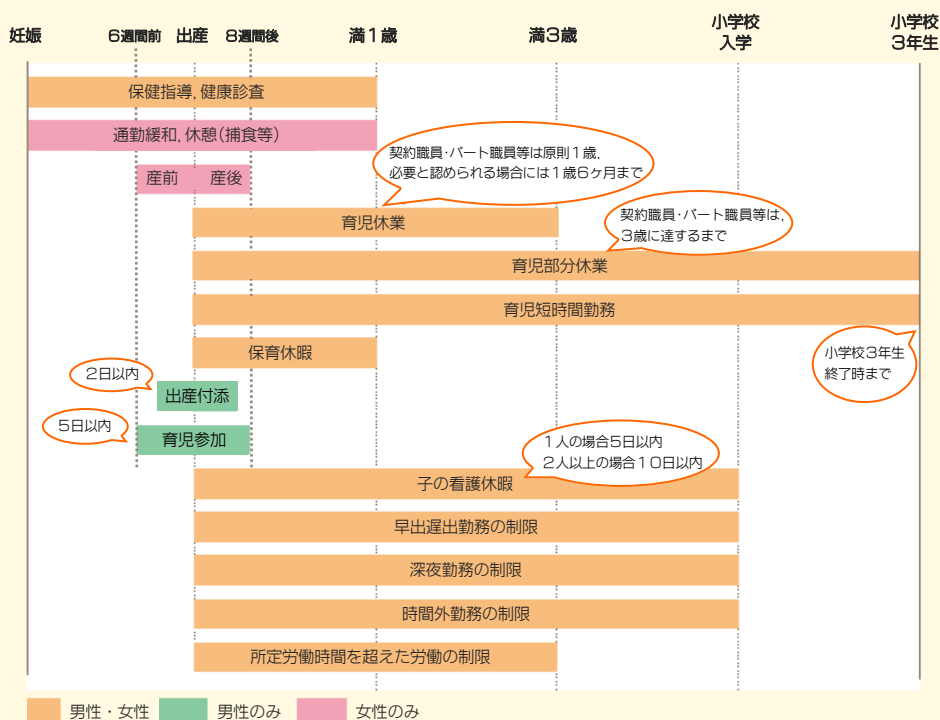 妊娠
6週間前
出産
8週間後
満1歳
満3歳
小学校
入学
小学校
3年生
保健指導,健康診査
通勤緩和,休憩(捕食等)
契約職員・パート職員等は原則1歳,
必要と認められる場合には1歳6ヶ月まで
産前
産後
育児休業
契約職員・パート職員等は,
3歳に達するまで
育児部分休業
育児短時間勤務
小学校3年生
終了時まで
保育休暇
2日以内
出産付添
5日以内
育児参加
1人の場合5日以内
2人以上の場合10日以内
子の看護休暇
早出遅出勤務の制限
深夜勤務の制限
時間外勤務の制限
所定労働時間を超えた労働の制限
男性・女性
男性のみ
女性のみ